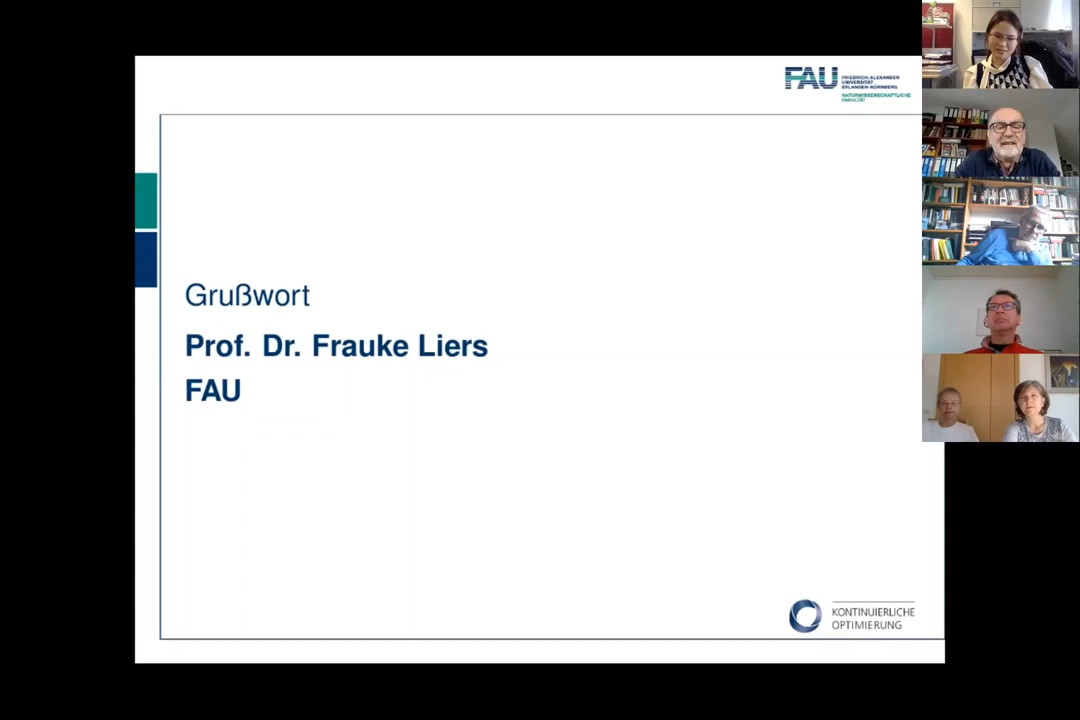 FAU
FRIEDRICH-ALEXANDER
UNIVERSITÄT
ERLANGEN-NÜRNBERG
NATURWISSENSCHAFTLICHE
FAKULTÄT
Grußwort
Prof. Dr. Frauke Liers
FAU
KONTINUIERLICHE
OPTIMIERUNG